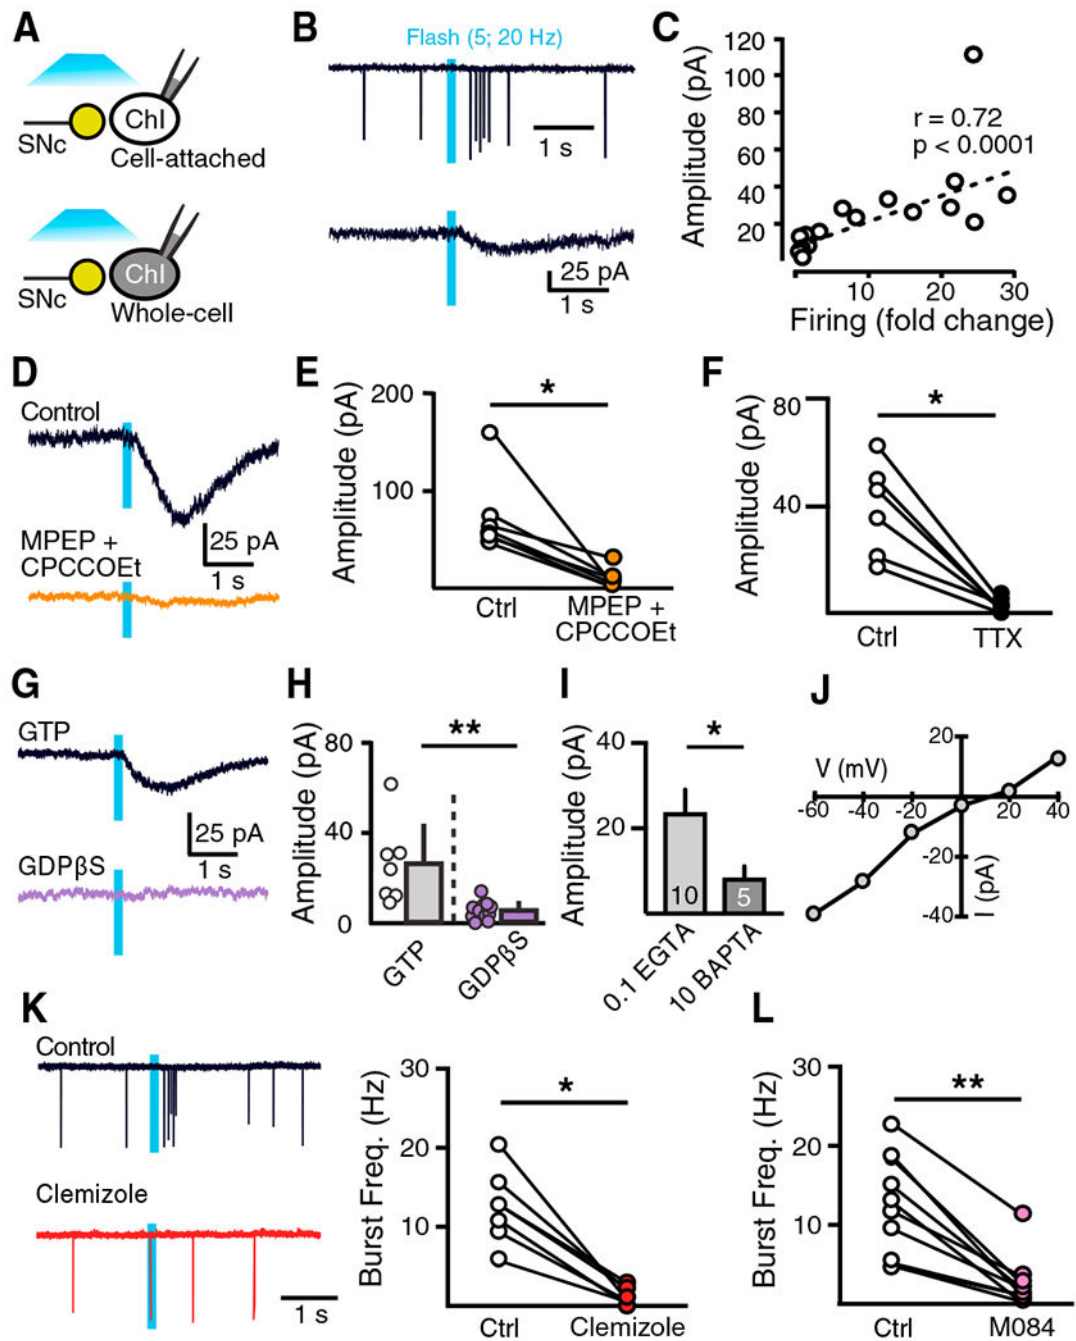 A
ChI
SNc
Cell-attached
ChI
SNc
Whole-cell
B
Flash (5; 20 Hz)
1 s
25 pA
1 s
C
Amplitude (pA)
120
100
80
60
40
20
r = 0.72
p < 0.0001
10
20
30
Firing (fold change)
D
Control
25 pA
1 s
MPEP +
CPCCOEt
E
Amplitude (pA)
200
100
*
Ctrl
MPEP +
CPCCOEt
F
Amplitude (pA)
80
40
*
Ctrl
TTX
G
GTP
25 pA
1 s
GDPβS
H
Amplitude (pA)
80
40
0
**
GTP
GDPβS
I
Amplitude (pA)
40
20
*
10
5
0.1 EGTA
10 BAPTA
J
V (mV)
20
-60
-40
-20
20
40
-20
-40
I (pA)
K
Control
Clemizole
1 s
Burst Freq. (Hz)
30
20
10
*
Ctrl
Clemizole
L
Burst Freq. (Hz)
30
20
10
**
Ctrl
M084